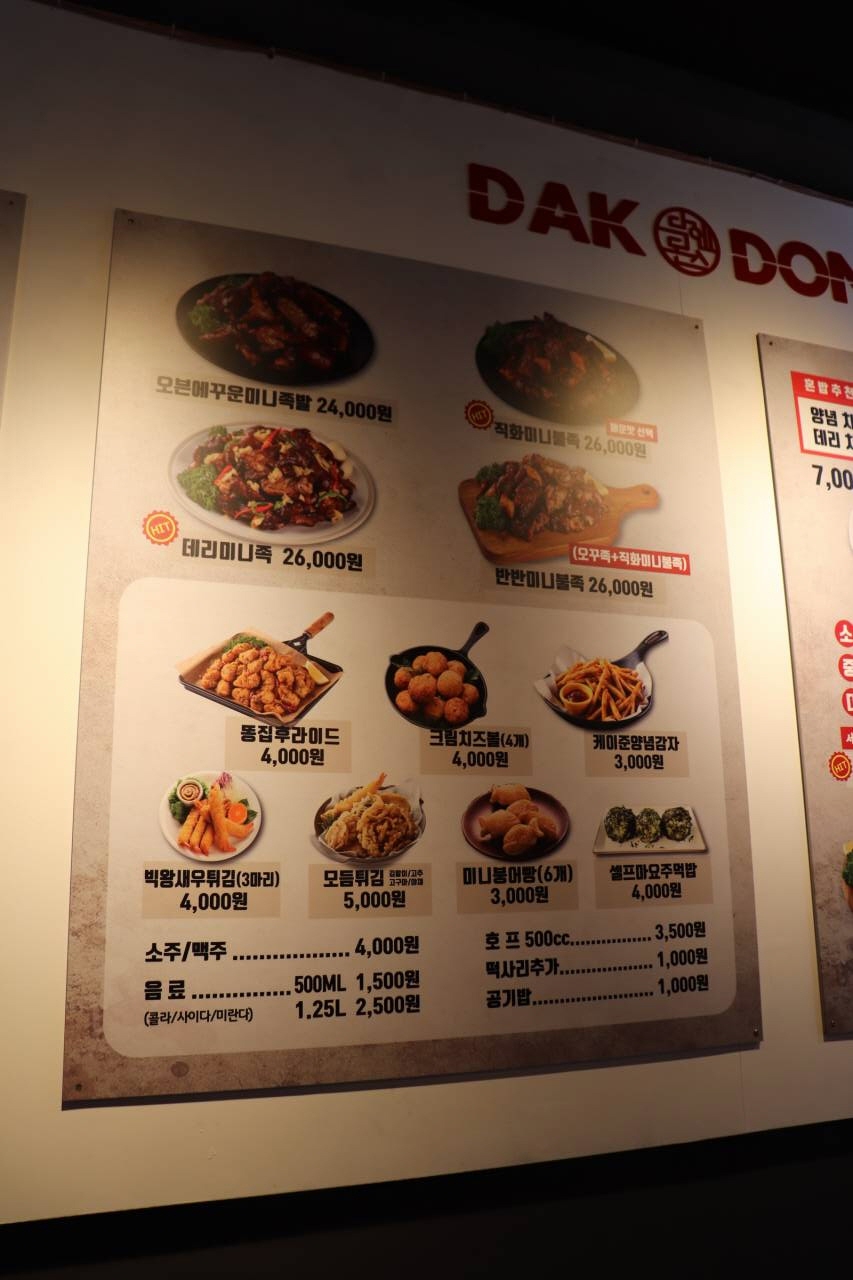 DAK 닭엔로스 DON
오븐에꾸운미니족발 24,000원
HIT 직화미니불족 26,000원
매운맛 선택
HIT 데리미니족 26,000원
(오꾸족+직화미니불족)
반반미니불족 26,000원
똥집후라이드
4,000원
크림치즈볼(4개)
4,000원
케이준양념감자
3,000원
빅왕새우튀김(3마리)
4,000원
모듬튀김 김말이/고추
고구마/야채
5,000원
미니붕어빵(6개)
3,000원
셀프마요주먹밥
4,000원
소주/맥주 .................. 4,000원
음 료 ............... 500ML 1,500원
(콜라/사이다/미란다) 1.25L 2,500원
호 프 500cc................ 3,500원
떡사리추가.................. 1,000원
공기밥....................... 1,000원
혼밥추천
양념 치
데리 치
7,00
소
중
HIT